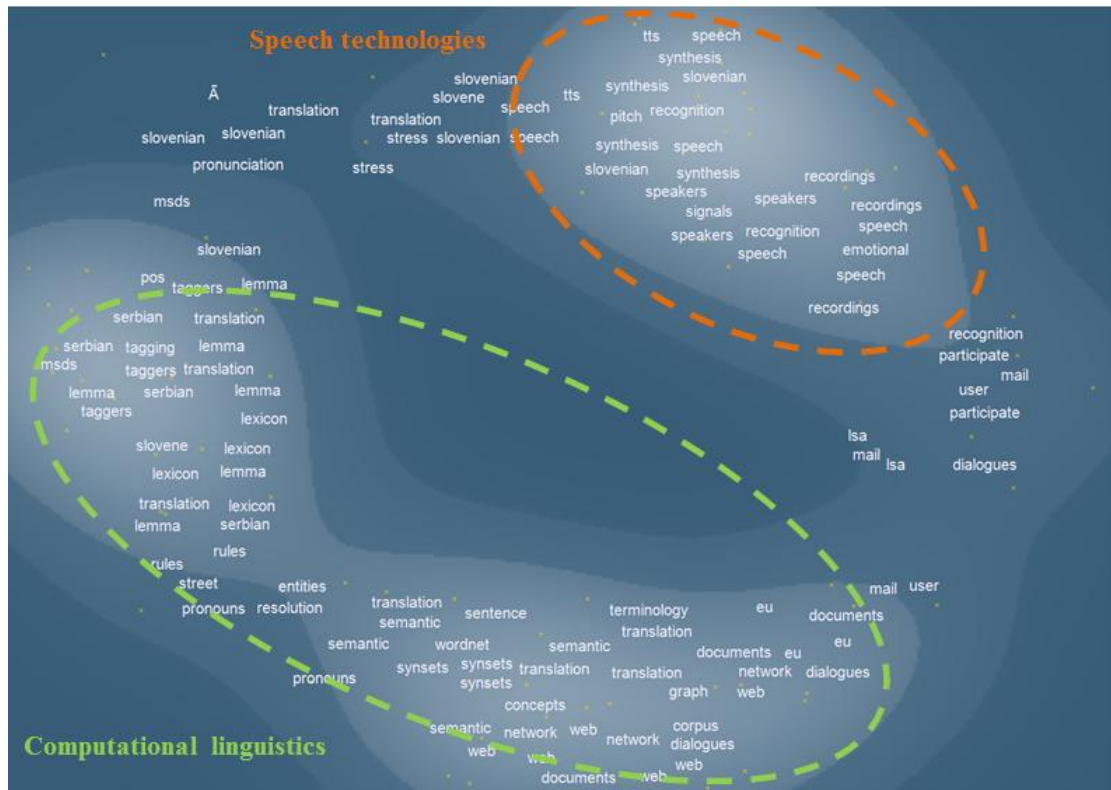 Speech technologies
tts speech
synthesis
slovenian
slovenian
synthesis
slovene
tts
speech
Ā
translation
translation
pitch recognition
slovenian
slovenian
stress slovenian speech
synthesis speech
pronunciation
stress
slovenian
synthesis
recordings
speakers
speakers
msds
signals
recordings
speech
speakers recognition
slovenian
speech
emotional
pos
taggers
lemma
speech
recordings
serbian
translation
recognition
serbian
tagging
lemma
participate
msds
taggers translation
mail
lemma
serbian
lemma
user
taggers
lexicon
participate
slovene
lexicon
lsa
mail
lsa
dialogues
lexicon
lemma
translation
lexicon
lemma
serbian
rules
rules
street
entities
mail user
pronouns resolution
translation
sentence
terminology
eu
documents
semantic
translation
semantic
wordnet
semantic
documents
eu
eu
synsets
synsets
translation
translation
network
dialogues
pronouns
synsets
graph
web
concepts
semantic
network
web
corpus
Computational linguistics
web
web
network
dialogues
web
documents
web